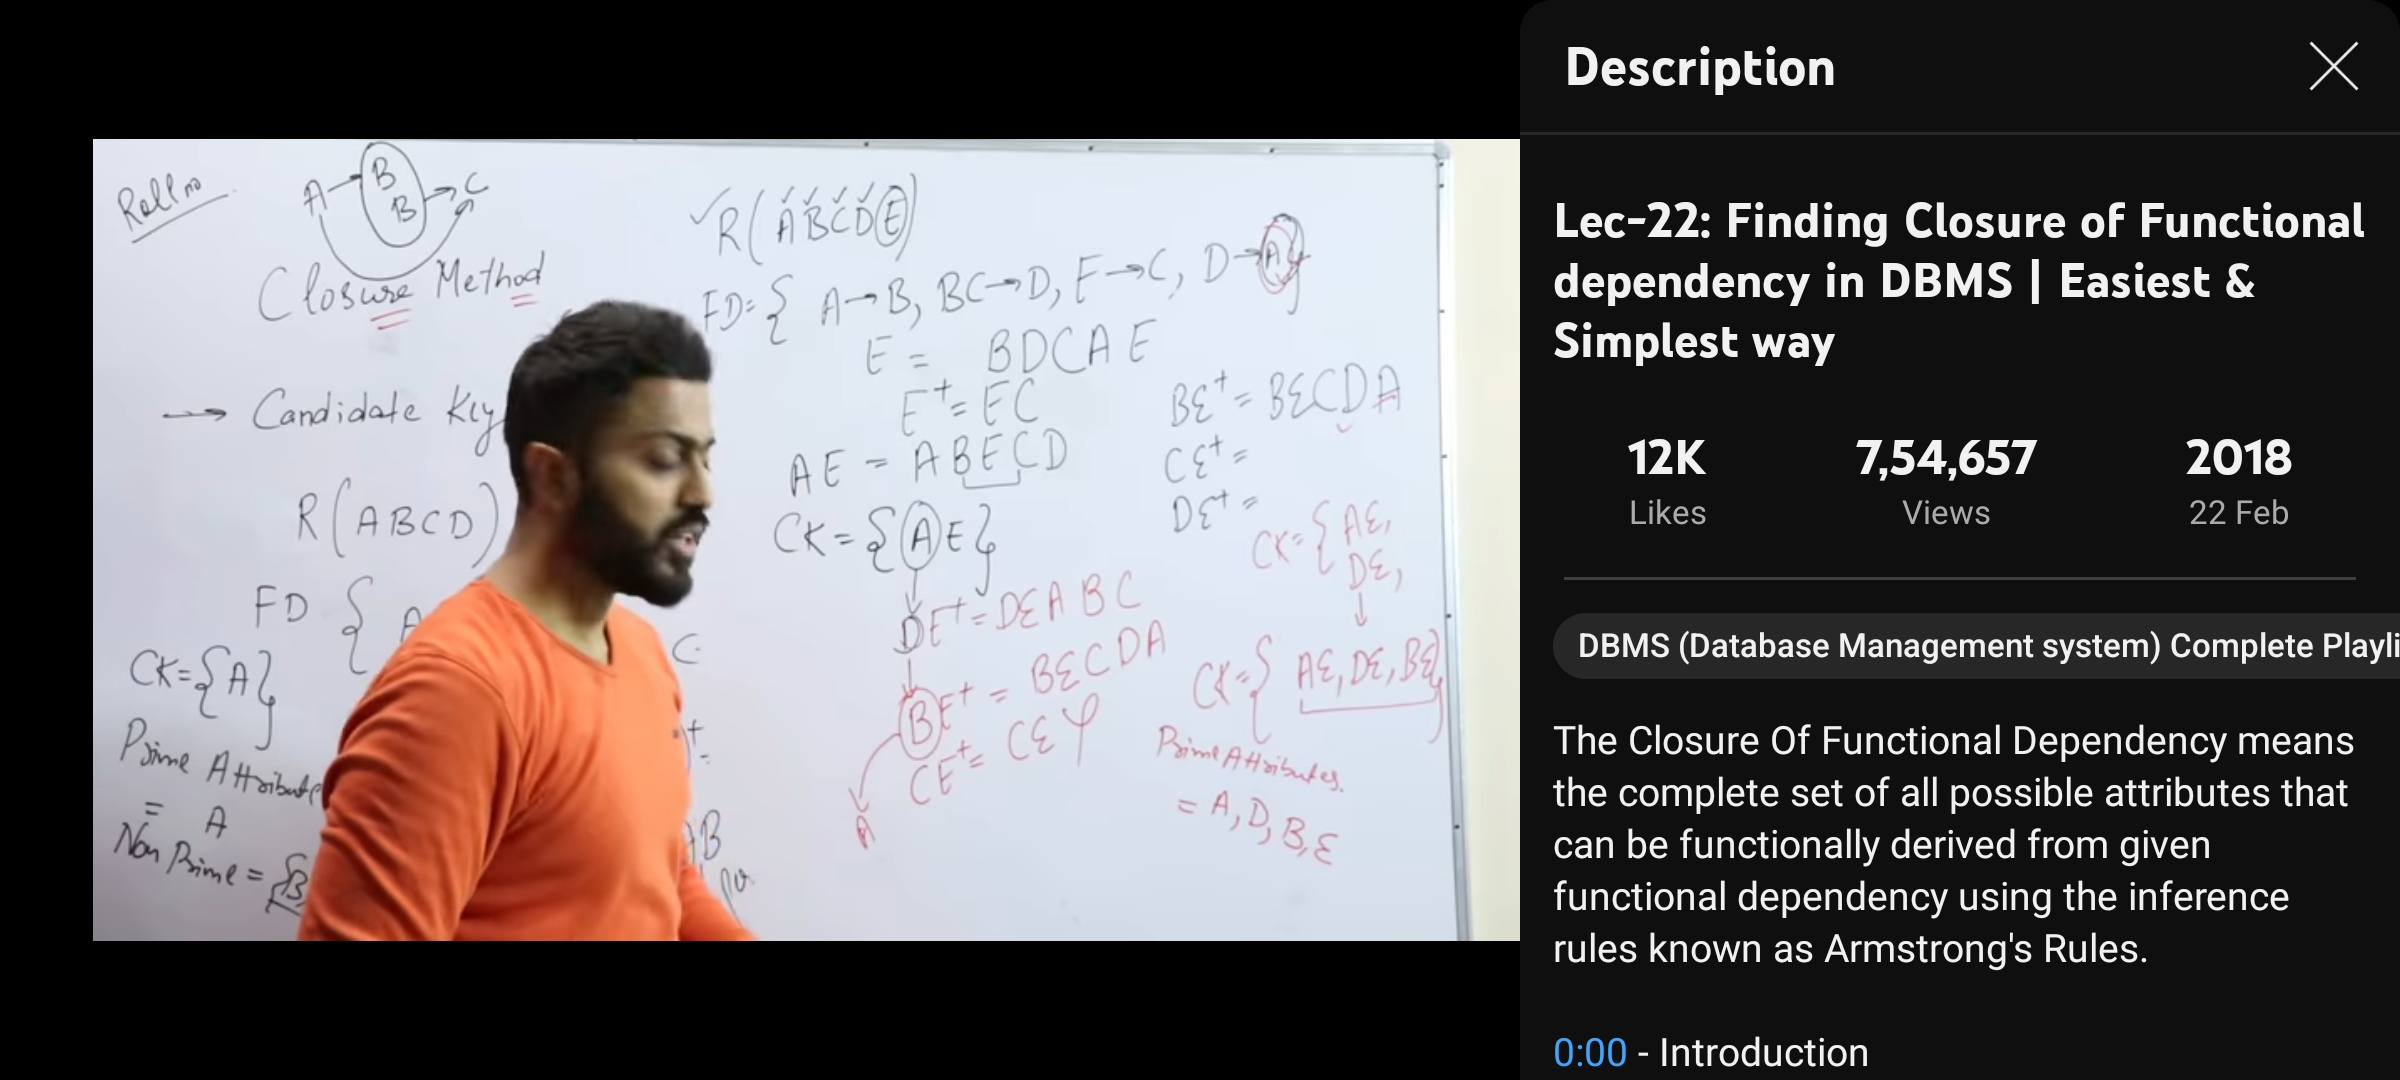 Roll no
A → B
B → C
Closure Method
→ Candidate Key
R(ABCD)
FD {
A
C
CK={A}
Prime Attribute
= A
Non Prime = {B
AB
R(ABCDE)
FD={ A→B, BC→D, E→C, D→A}
E = BDCAE
E⁺= EC
AE = ABECD
CK={AE}
DE⁺= DEABC
BE⁺ = BECDA
CE⁺= CEφ
A
BE⁺= BECDA
CE⁺=
DE⁺=
CK={AE,
DE,
CK={AE,DE,BE}
Prime Attributes.
= A,D,B,E
Description
Lec-22: Finding Closure of Functional
dependency in DBMS | Easiest &
Simplest way
12K 7,54,657 2018
Likes Views 22 Feb
DBMS (Database Management system) Complete Playli
The Closure Of Functional Dependency means
the complete set of all possible attributes that
can be functionally derived from given
functional dependency using the inference
rules known as Armstrong's Rules.
0:00 - Introduction